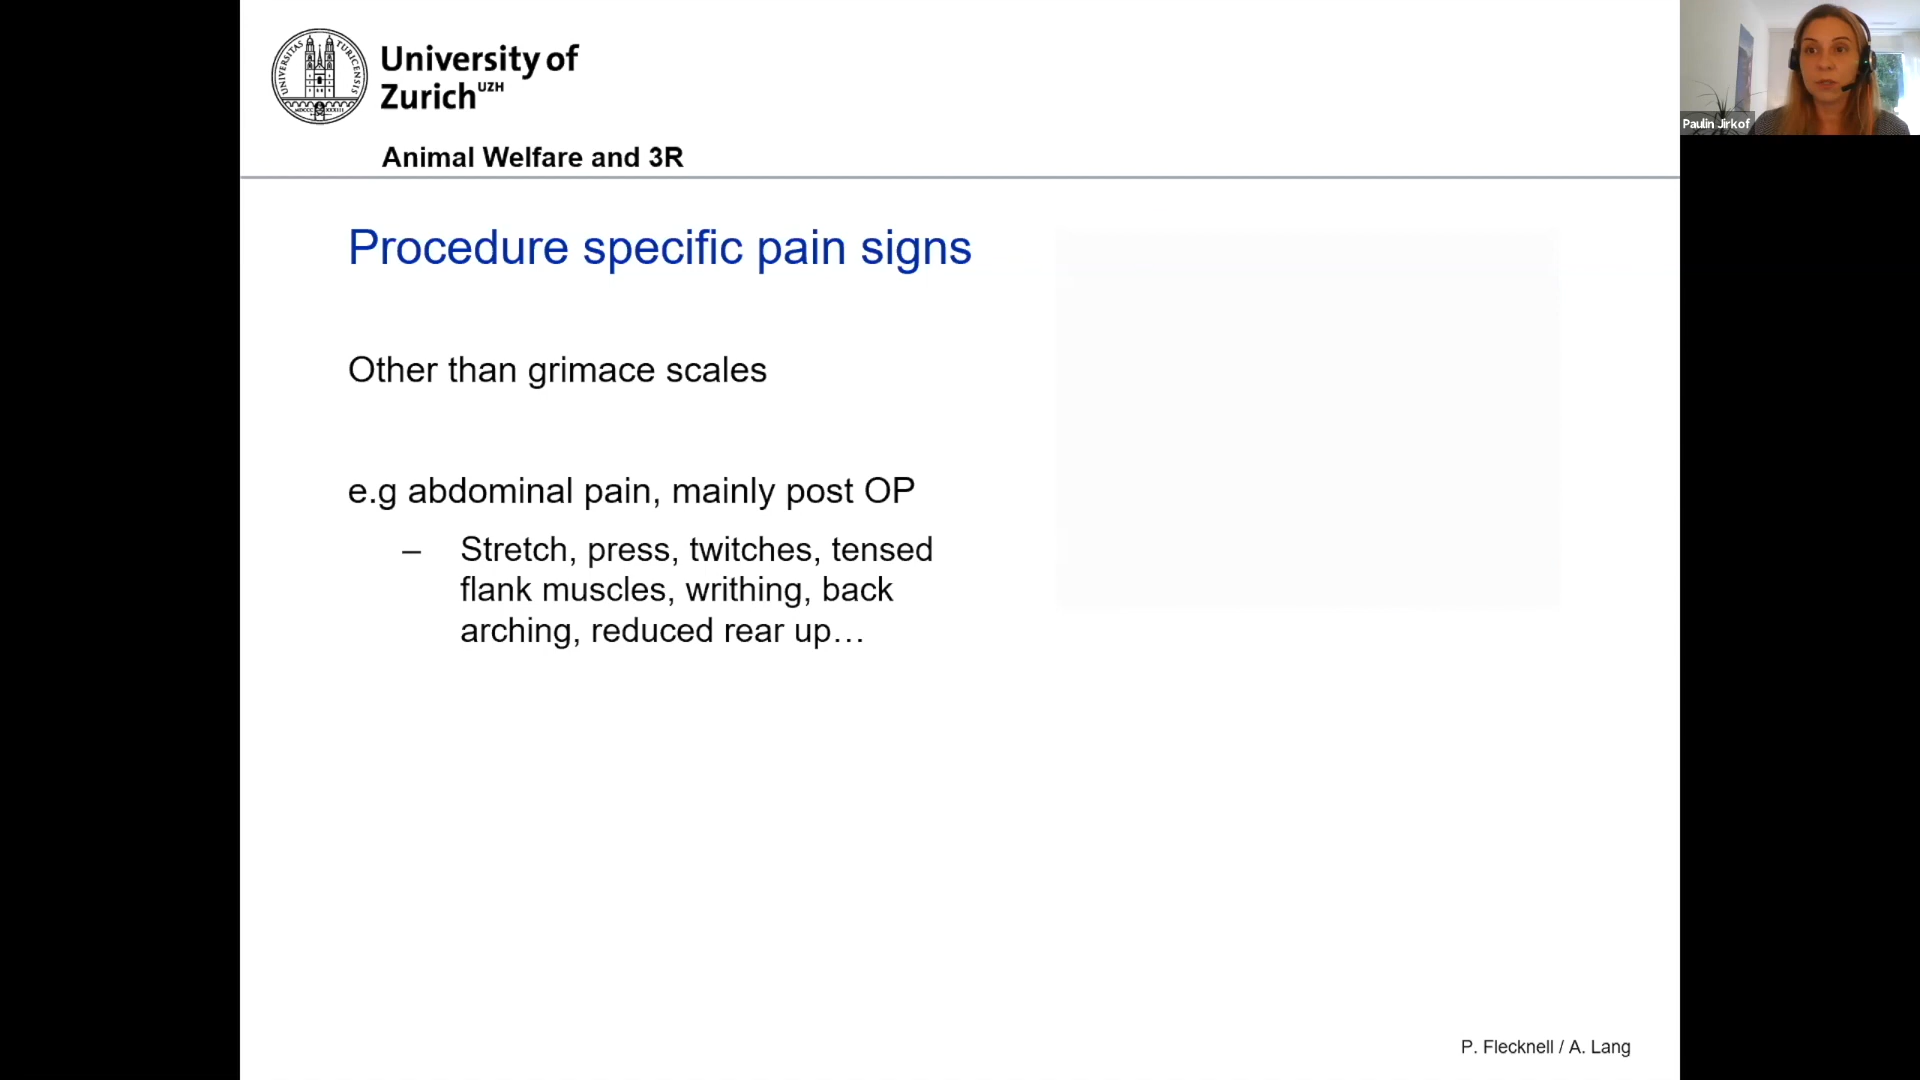 UNIVERSITAS TURICENSIS
MDCCC XXXIII
University of
Zurich UZH
Animal Welfare and 3R
Paulin Jirkof
Procedure specific pain signs
Other than grimace scales
e.g abdominal pain, mainly post OP
– Stretch, press, twitches, tensed
flank muscles, writhing, back
arching, reduced rear up…
P. Flecknell / A. Lang